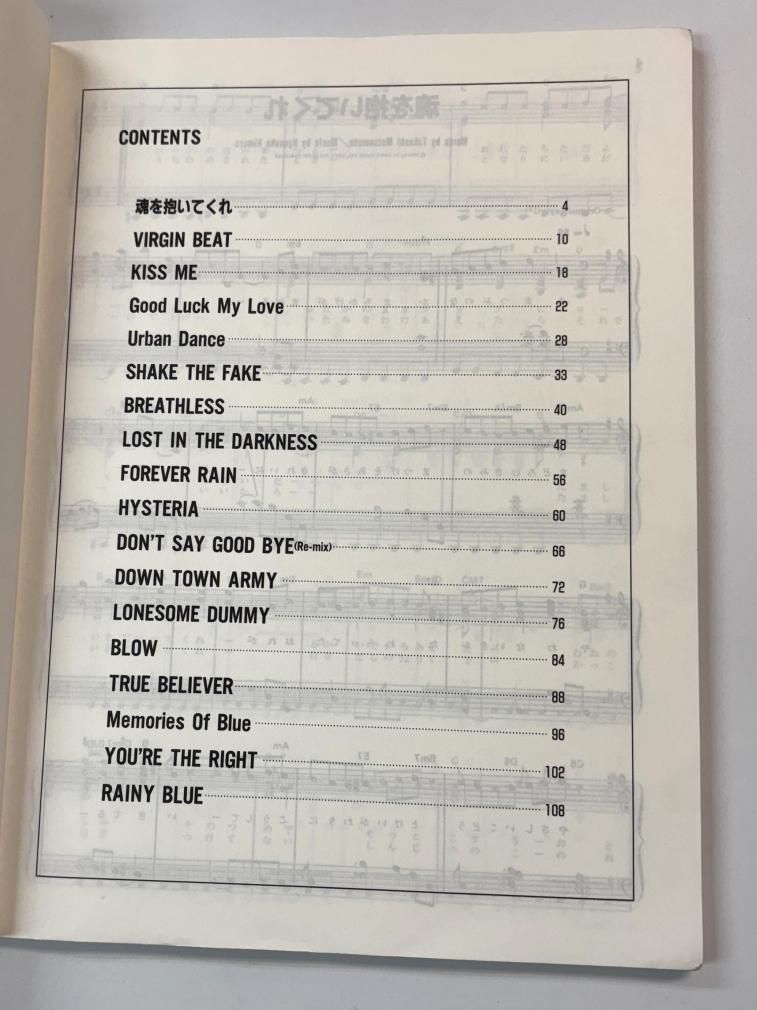 CONTENTS
魂を抱いてくれ 4
VIRGIN BEAT 10
KISS ME 18
Good Luck My Love 22
Urban Dance 28
SHAKE THE FAKE 33
BREATHLESS 40
LOST IN THE DARKNESS 48
FOREVER RAIN 56
HYSTERIA 60
DON'T SAY GOOD BYE(Re-mix) 66
DOWN TOWN ARMY 72
LONESOME DUMMY 76
BLOW 84
TRUE BELIEVER 88
Memories Of Blue 96
YOU'RE THE RIGHT 102
RAINY BLUE 108